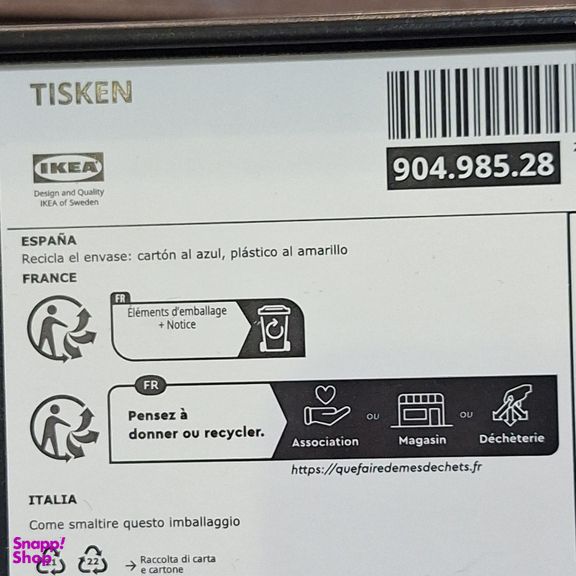 TISKEN
IKEA
Design and Quality
IKEA of Sweden
904.985.28
ESPAÑA
Recicla el envase: cartón al azul, plástico al amarillo
FRANCE
FR
Éléments d'emballage
+ Notice
FR
Pensez à
donner ou recycler.
Association
OU
Magasin
OU
Déchèterie
https://quefairedemesdechets.fr
ITALIA
Come smaltire questo imballaggio
Snapp!
Shop
21
22
→ Raccolta di carta
e cartone